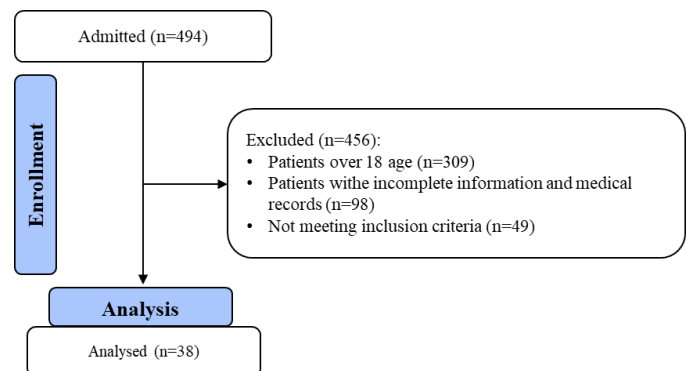 Admitted (n=494)
Enrollment
Excluded (n=456):
• Patients over 18 age (n=309)
• Patients withe incomplete information and medical
records (n=98)
• Not meeting inclusion criteria (n=49)
Analysis
Analysed (n=38)